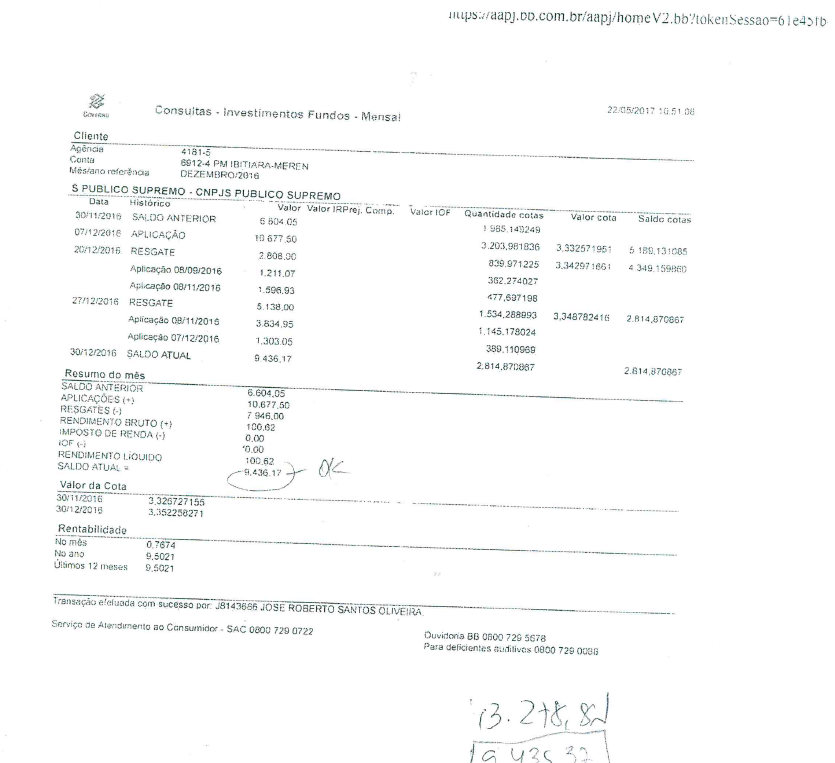 https://aapj.bb.com.br/aapj/homeV2.bb?tokenSessao=61e45fb
GOVERNO
Consultas - Investimentos Fundos - Mensal
22/05/2017 10:51:08
Cliente
Agência 4181-5
Conta 6912-4 PM IBITIARA-MEREN
Mês/ano referência DEZEMBRO/2016
S PUBLICO SUPREMO - CNPJS PUBLICO SUPREMO
Data Histórico Valor Valor IRPrej. Comp. Valor IOF Quantidade cotas Valor cota Saldo cotas
30/11/2016 SALDO ANTERIOR 6.604,05 1.985,149249
07/12/2016 APLICAÇÃO 10.677,50 3.203,981836 3,332571951 5.189,131085
20/12/2016 RESGATE 2.808,00 839,971225 3,342971661 4.349,159860
Aplicação 08/09/2016 1.211,07 362,274027
Aplicação 08/11/2016 1.596,93 477,697198
27/12/2016 RESGATE 5.138,00 1.534,288993 3,348782416 2.814,870867
Aplicação 08/11/2016 3.834,95 1.145,178024
Aplicação 07/12/2016 1.303,05 389,110969
30/12/2016 SALDO ATUAL 9.436,17 2.814,870867 2.814,870867
Resumo do mês
SALDO ANTERIOR 6.604,05
APLICAÇÕES (+) 10.677,50
RESGATES (-) 7.946,00
RENDIMENTO BRUTO (+) 100,62
IMPOSTO DE RENDA (-) 0,00
IOF (-) 0,00
RENDIMENTO LÍQUIDO 100,62
SALDO ATUAL = 9.436,17 OK
Valor da Cota
30/11/2016 3,326727155
30/12/2016 3,352258271
Rentabilidade
No mês 0,7674
No ano 9,5021
Últimos 12 meses 9,5021
Transação efetuada com sucesso por: J8143686 JOSE ROBERTO SANTOS OLIVEIRA
Serviço de Atendimento ao Consumidor - SAC 0800 729 0722
Ouvidoria BB 0800 729 5678
Para deficientes auditivos 0800 729 0088